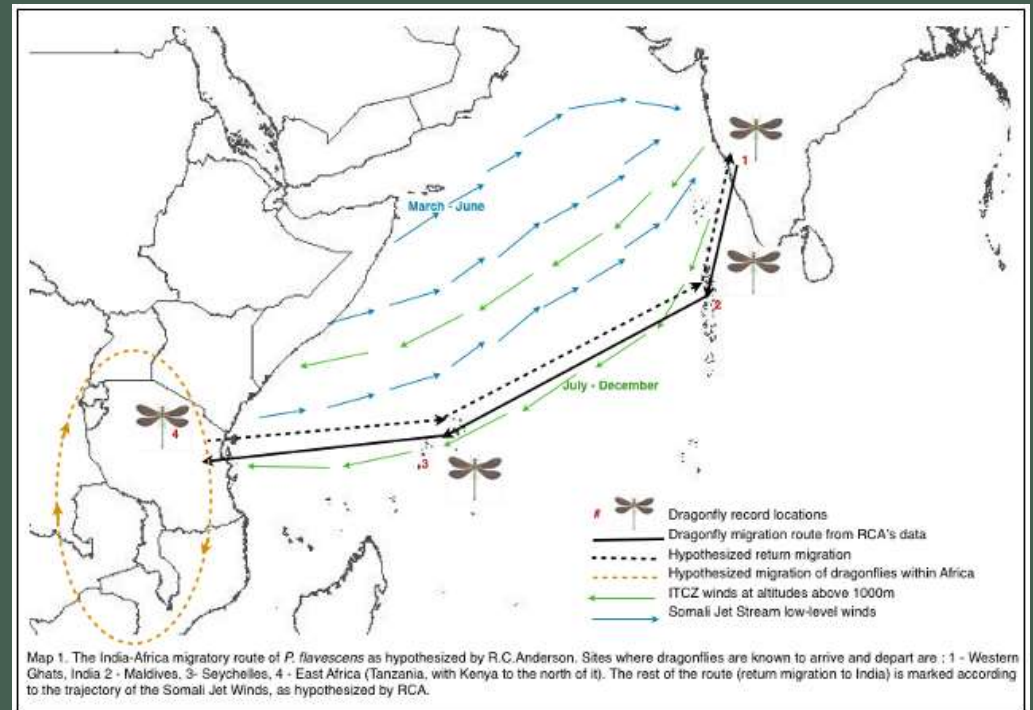 March - June
1
2
July - December
4
3
# Dragonfly record locations
Dragonfly migration route from RCA's data
Hypothesized return migration
Hypothesized migration of dragonflies within Africa
ITCZ winds at altitudes above 1000m
Somali Jet Stream low-level winds
Map 1. The India-Africa migratory route of P. flavescens as hypothesized by R.C.Anderson. Sites where dragonflies are known to arrive and depart are : 1 - Western
Ghats, India 2 - Maldives, 3- Seychelles, 4 - East Africa (Tanzania, with Kenya to the north of it). The rest of the route (return migration to India) is marked according
to the trajectory of the Somali Jet Winds, as hypothesized by RCA.